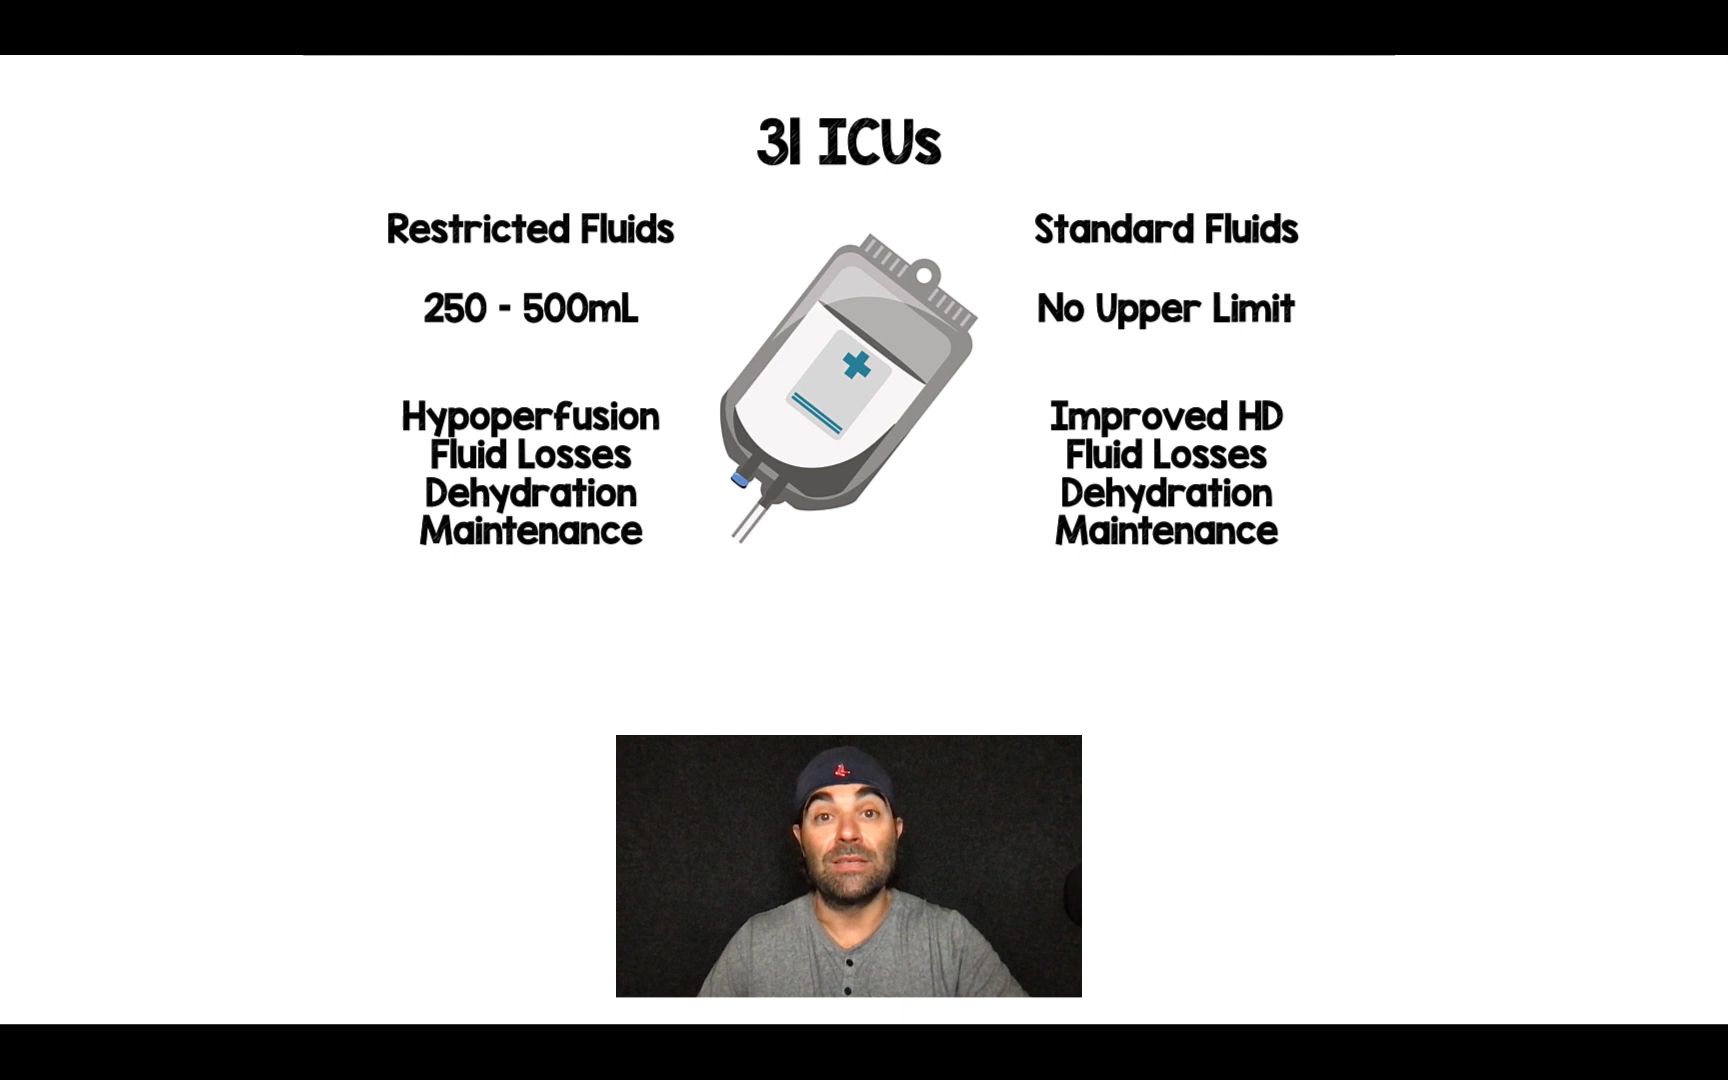 31 ICUs
Restricted Fluids
250 - 500mL
Hypoperfusion
Fluid Losses
Dehydration
Maintenance
Standard Fluids
No Upper Limit
Improved HD
Fluid Losses
Dehydration
Maintenance